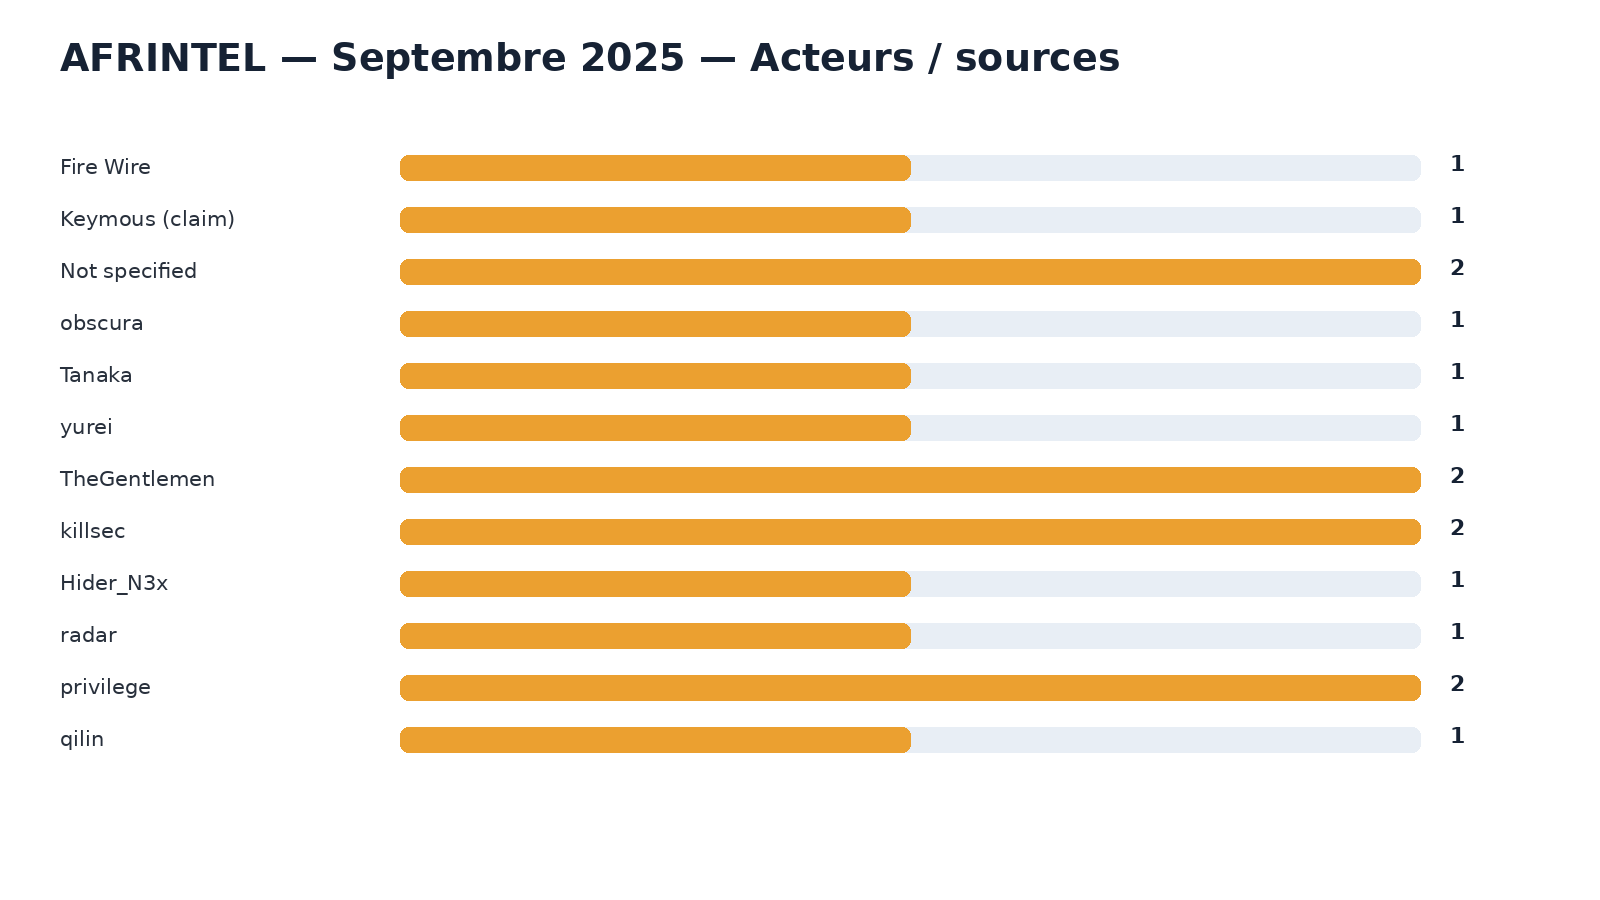 AFRINTEL — Septembre 2025 — Acteurs / sources
Fire Wire 1
Keymous (claim) 1
Not specified 2
obscura 1
Tanaka 1
yurei 1
TheGentlemen 2
killsec 2
Hider_N3x 1
radar 1
privilege 2
qilin 1